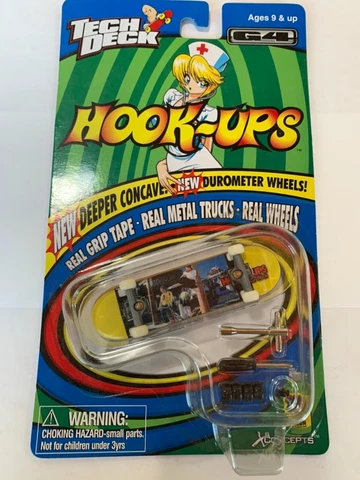 TECH DECK
Ages 9 & up
G4
HOOK-UPS
NEW DEEPER CONCAVE! NEW DUROMETER WHEELS!
REAL GRIP TAPE · REAL METAL TRUCKS · REAL WHEELS
WARNING:
CHOKING HAZARD-small parts.
Not for children under 3yrs
XCONCEPTS